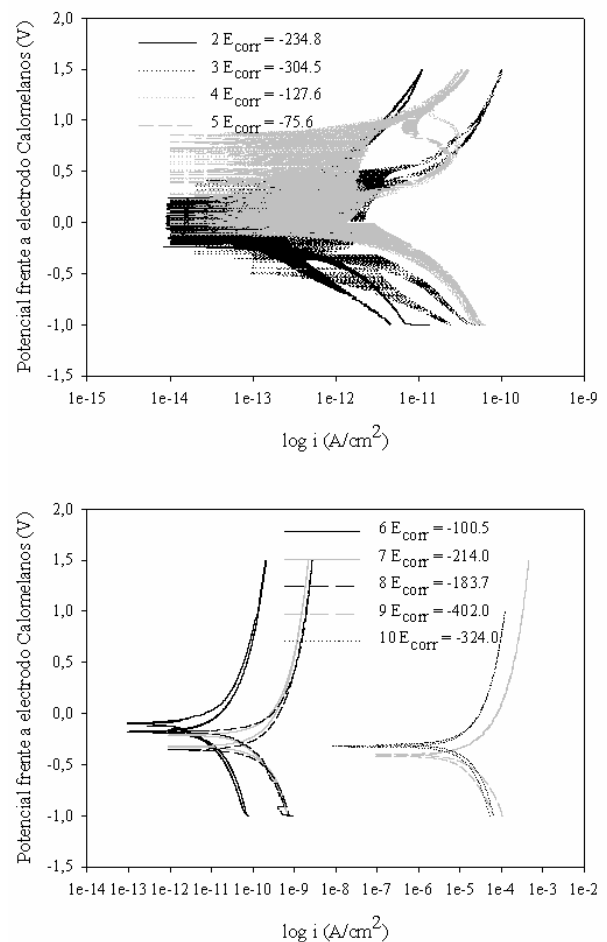 2 E_corr = -234.8
3 E_corr = -304.5
4 E_corr = -127.6
5 E_corr = -75.6
Potencial frente a electrodo Calomelanos (V)
2,0
1,5
1,0
0,5
0,0
-0,5
-1,0
-1,5
1e-15 1e-14 1e-13 1e-12 1e-11 1e-10 1e-9
log i (A/cm²)
6 E_corr = -100.5
7 E_corr = -214.0
8 E_corr = -183.7
9 E_corr = -402.0
10 E_corr = -324.0
Potencial frente a electrodo Calomelanos (V)
2,0
1,5
1,0
0,5
0,0
-0,5
-1,0
-1,5
1e-14 1e-13 1e-12 1e-11 1e-10 1e-9 1e-8 1e-7 1e-6 1e-5 1e-4 1e-3 1e-2
log i (A/cm²)